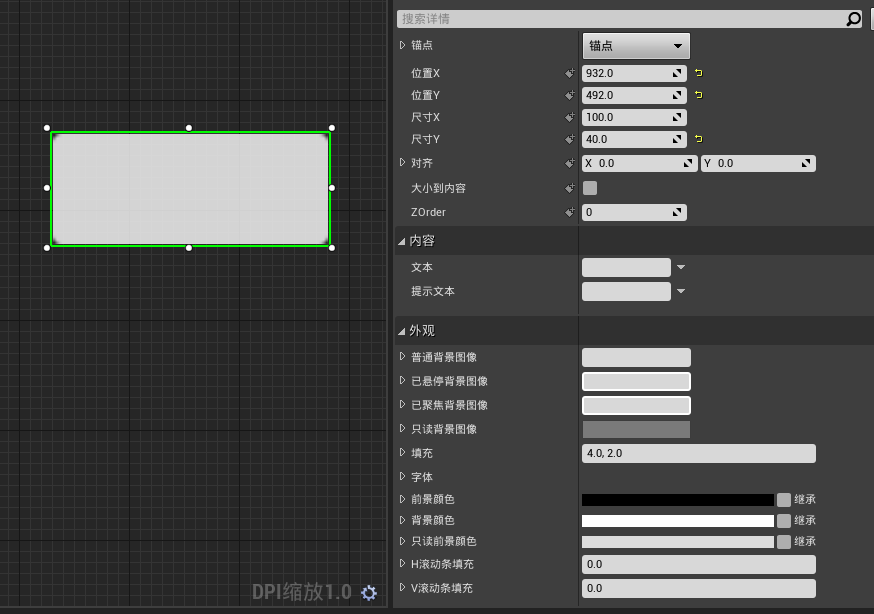 搜索详情
锚点 锚点
位置X 932.0
位置Y 492.0
尺寸X 100.0
尺寸Y 40.0
对齐 X 0.0 Y 0.0
大小到内容
ZOrder 0
内容
文本
提示文本
外观
普通背景图像
已悬停背景图像
已聚焦背景图像
只读背景图像
填充 4.0, 2.0
字体
前景颜色 继承
背景颜色 继承
只读前景颜色 继承
H滚动条填充 0.0
V滚动条填充 0.0
DPI缩放1.0